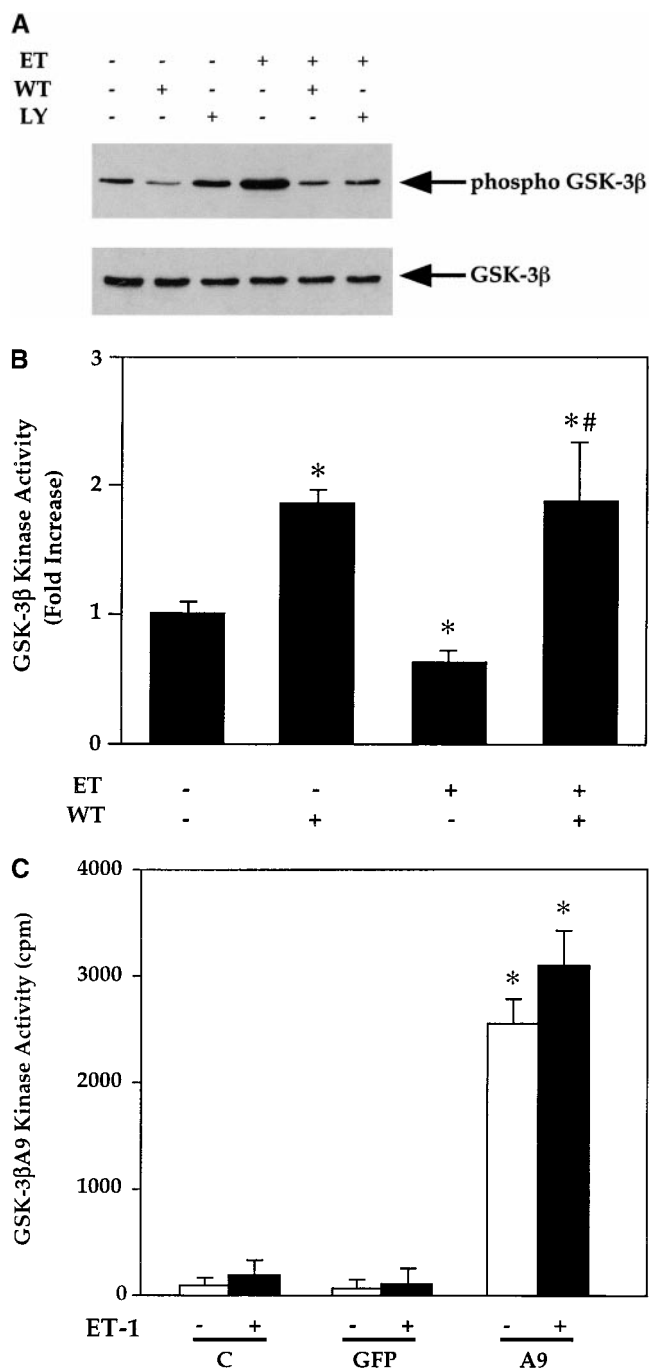 A
ET - - - + + +
WT - + - - + -
LY - - + - - +
phospho GSK-3β
GSK-3β
B
GSK-3β Kinase Activity
(Fold Increase)
3
2
1
0
*
*
*#
ET - - + +
WT - + - +
C
GSK-3βA9 Kinase Activity (cpm)
4000
3000
2000
1000
0
*
*
ET-1 - + - + - +
C GFP A9